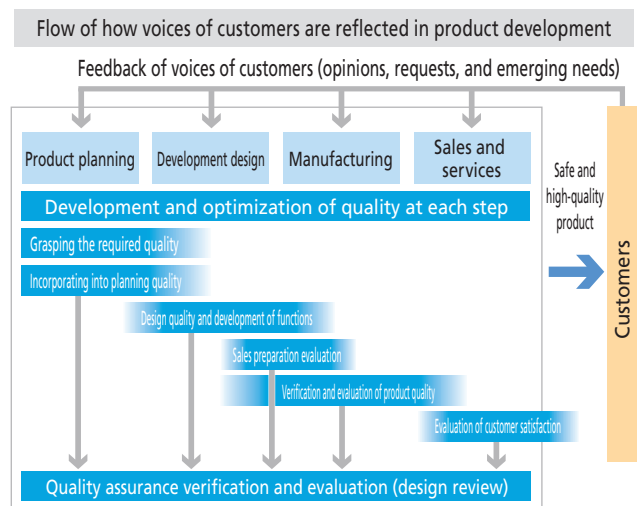 Flow of how voices of customers are reflected in product development
Feedback of voices of customers (opinions, requests, and emerging needs)
Product planning
Development design
Manufacturing
Sales and
services
Safe and
high-quality
product
Customers
Development and optimization of quality at each step
Grasping the required quality
Incorporating into planning quality
Design quality and development of functions
Sales preparation evaluation
Verification and evaluation of product quality
Evaluation of customer satisfaction
Quality assurance verification and evaluation (design review)